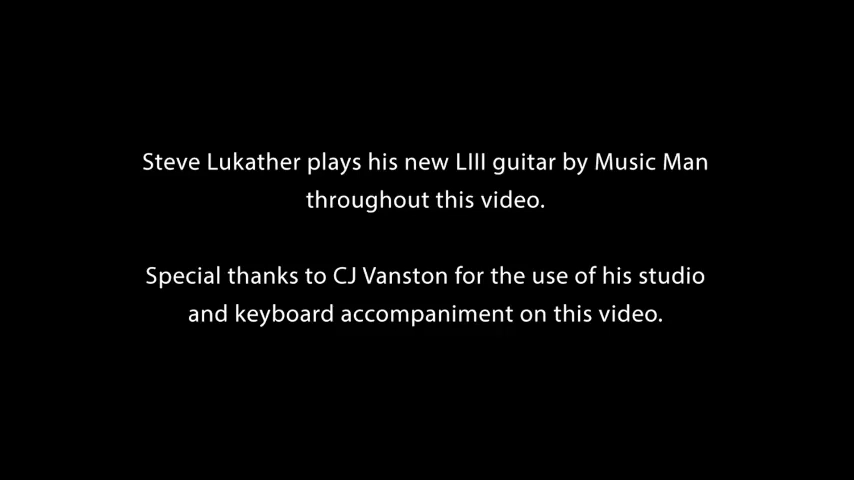 Steve Lukather plays his new LIII guitar by Music Man
throughout this video.
Special thanks to CJ Vanston for the use of his studio
and keyboard accompaniment on this video.